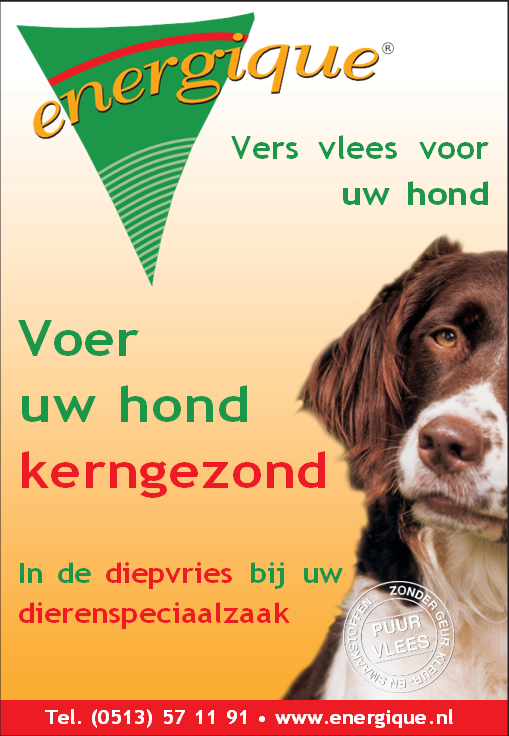 energique®
Vers vlees voor
uw hond
Voer
uw hond
kerngezond
In de diepvries bij uw
dierenspeciaalzaak
ZONDER GEUR, KLEUR- EN SMAAKSTOFFEN.
PUUR
VLEES
Tel. (0513) 57 11 91 • www.energique.nl